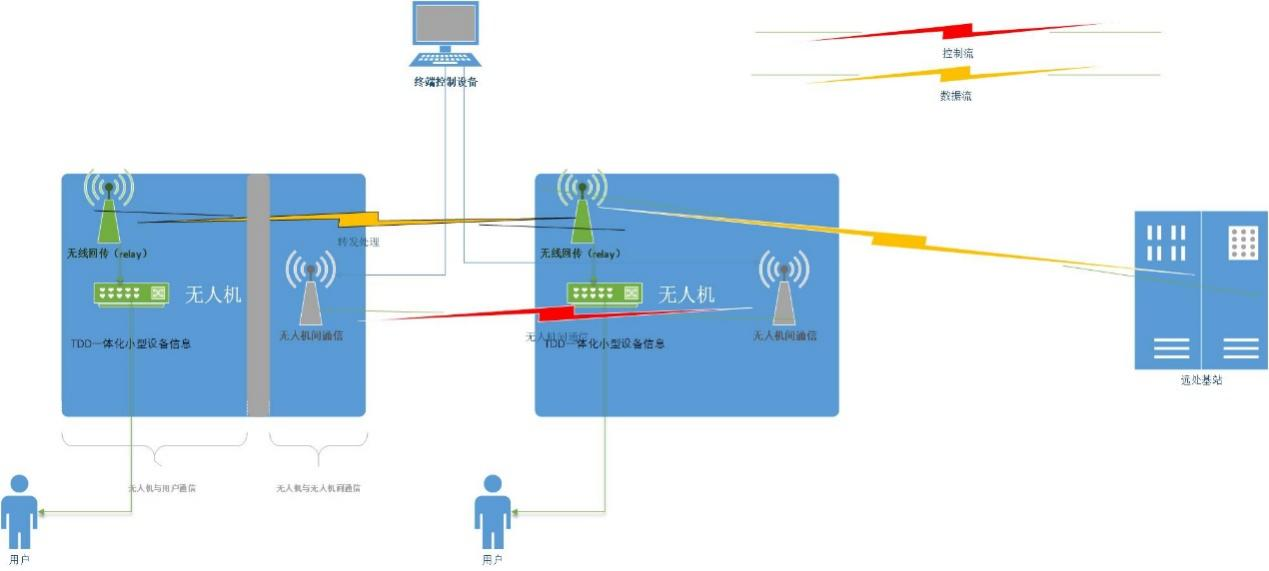 终端控制设备
控制流
数据流
无线回传（relay）
转发处理
无人机
无人机间通信
TDD一体化小型设备信息
无线回传（relay）
无人机
无人机间通信
无人机间通信
TDD一体化小型设备信息
远处基站
无人机与用户通信
无人机与无人机间通信
用户
用户